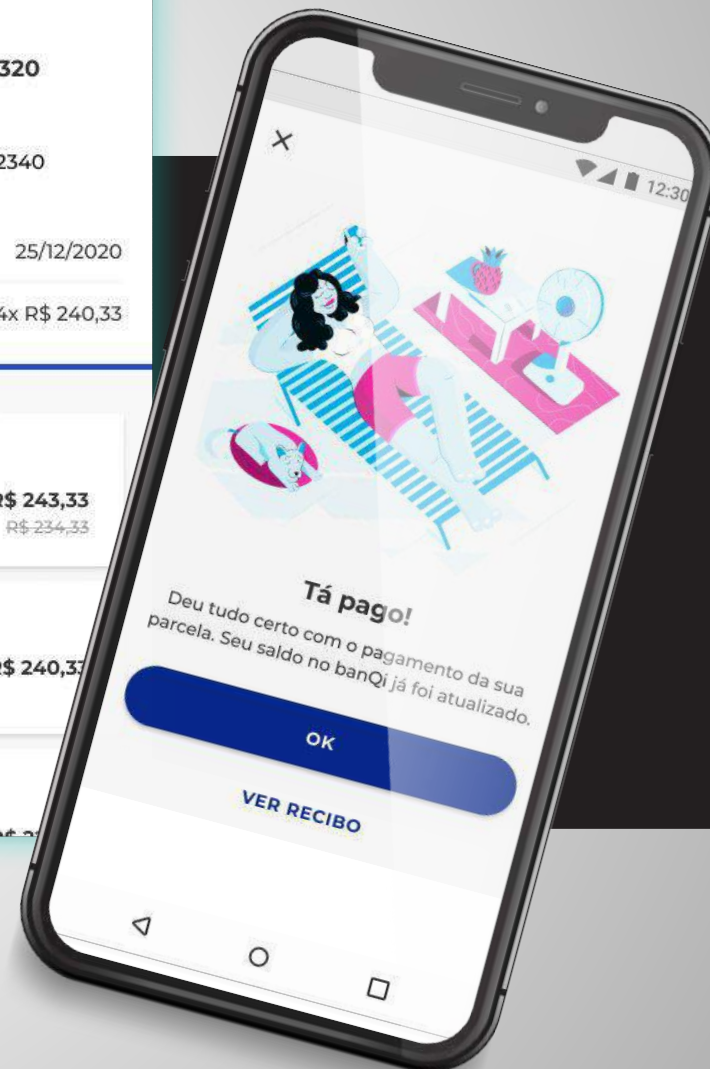 320
2340
25/12/2020
4x R$ 240,33
R$ 243,33
R$ 234,33
R$ 240,33
12:30
Tá pago!
Deu tudo certo com o pagamento da sua
parcela. Seu saldo no banQi já foi atualizado.
OK
VER RECIBO